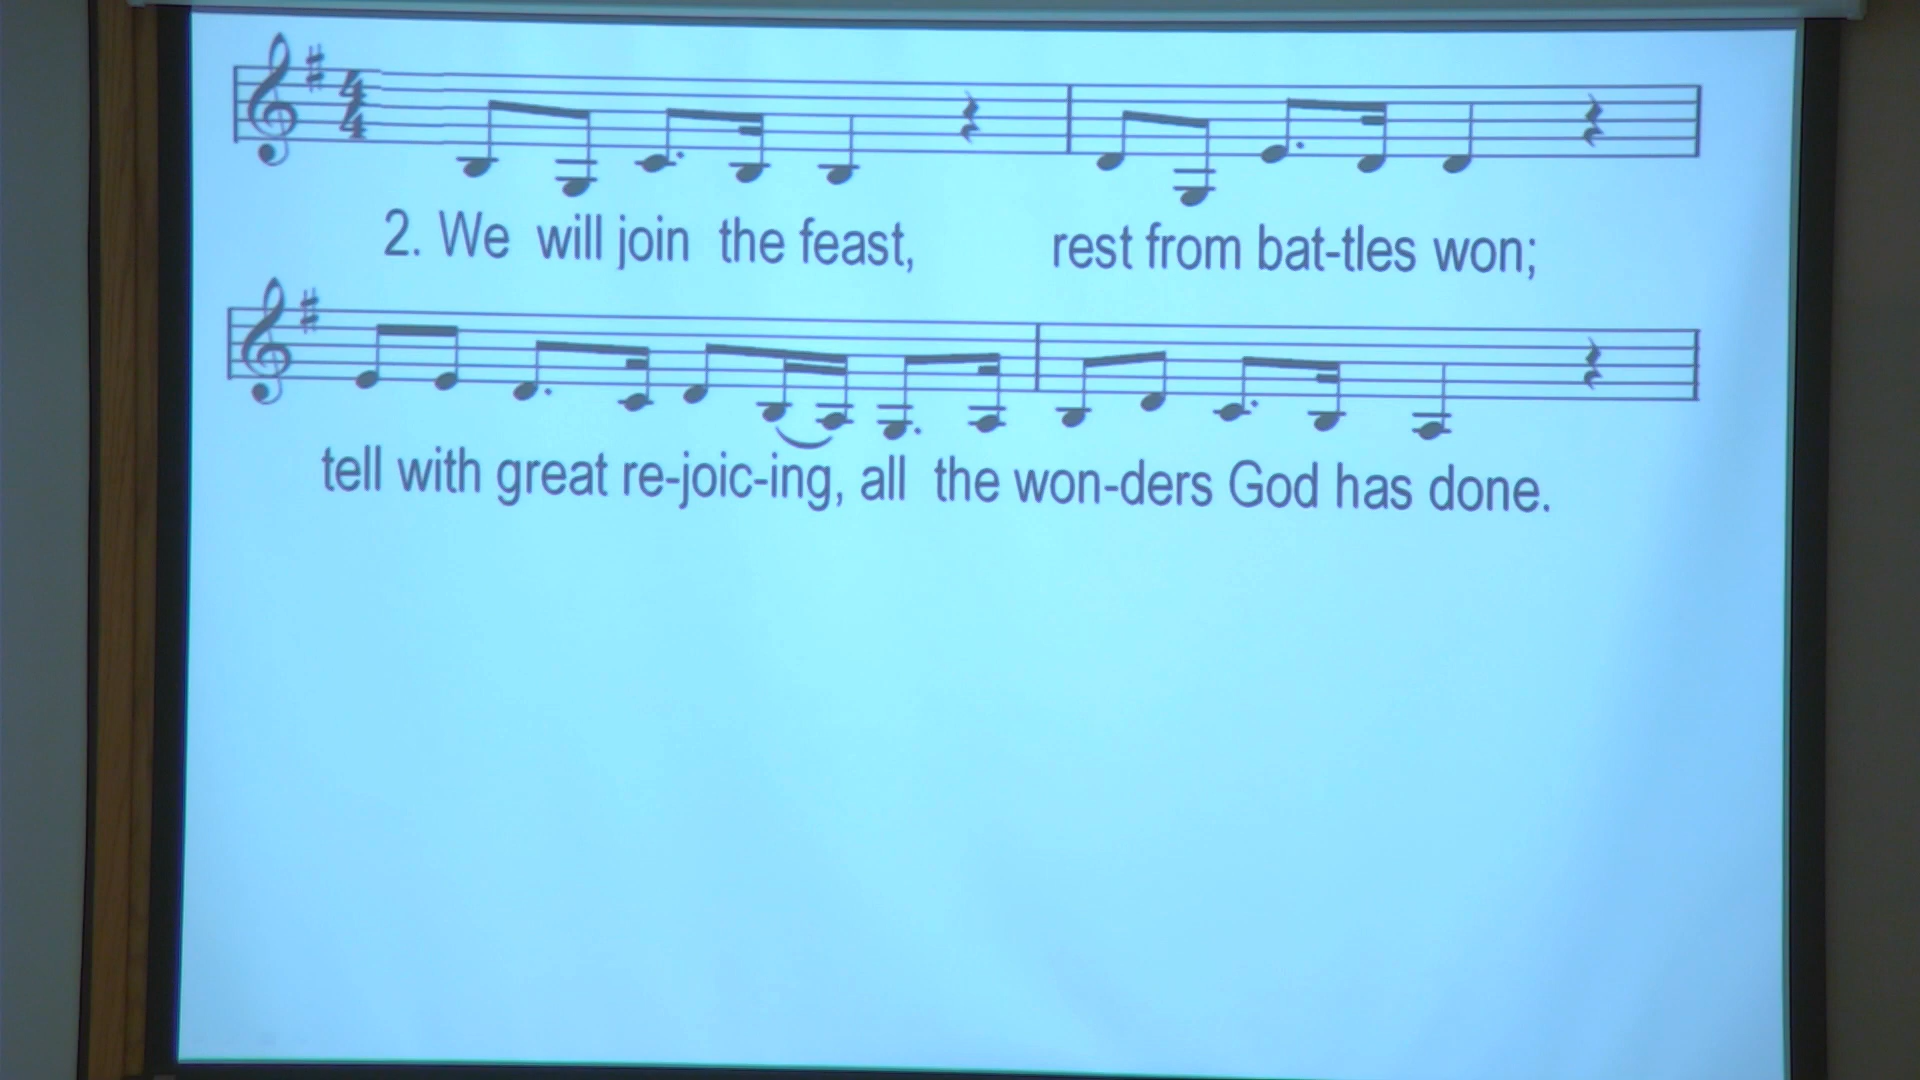 2. We will join the feast, rest from bat-tles won;
tell with great re-joic-ing, all the won-ders God has done.